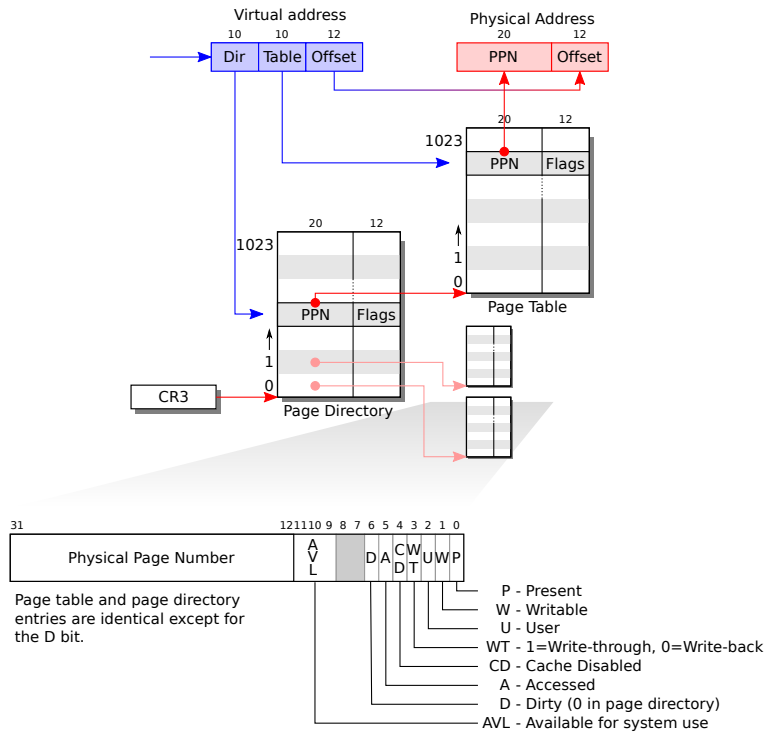 Virtual address
10 10 12
Dir Table Offset
Physical Address
20 12
PPN Offset
20 12
1023
PPN Flags
1
0
Page Table
20 12
1023
PPN Flags
1
0
CR3
Page Directory
31 12 11 10 9 8 7 6 5 4 3 2 1 0
Physical Page Number AVL D A CD WT U W P
Page table and page directory
entries are identical except for
the D bit.
P - Present
W - Writable
U - User
WT - 1=Write-through, 0=Write-back
CD - Cache Disabled
A - Accessed
D - Dirty (0 in page directory)
AVL - Available for system use